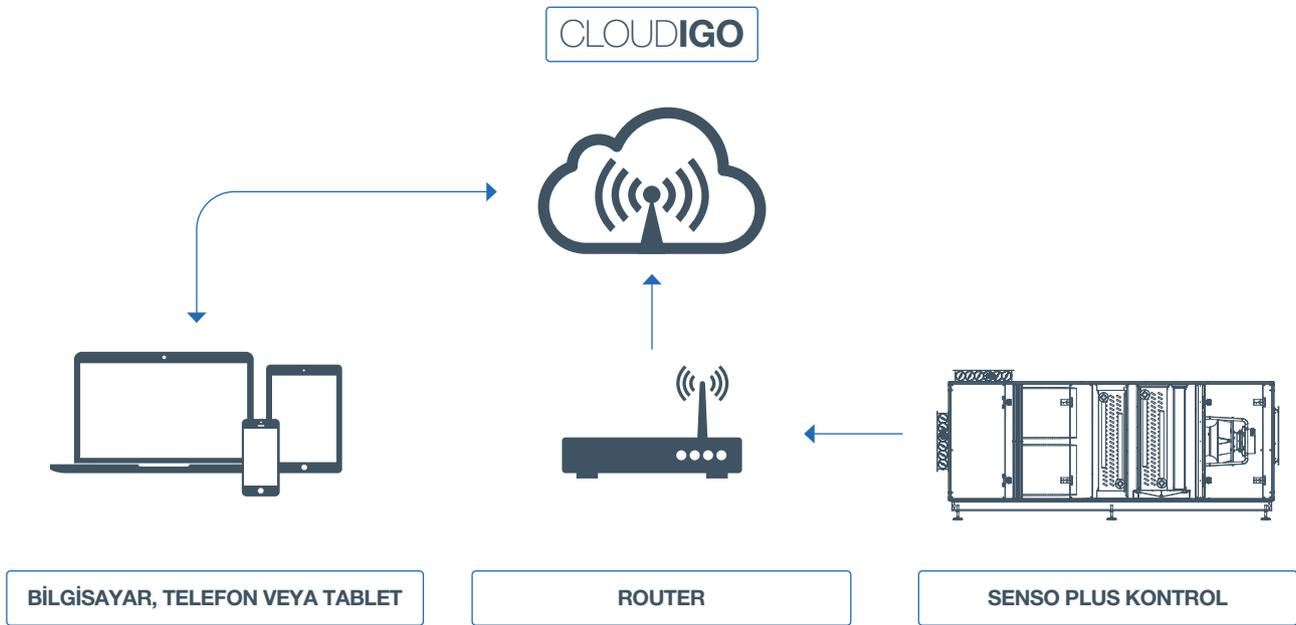 CLOUDIGO
BİLGİSAYAR, TELEFON VEYA TABLET
ROUTER
SENSO PLUS KONTROL